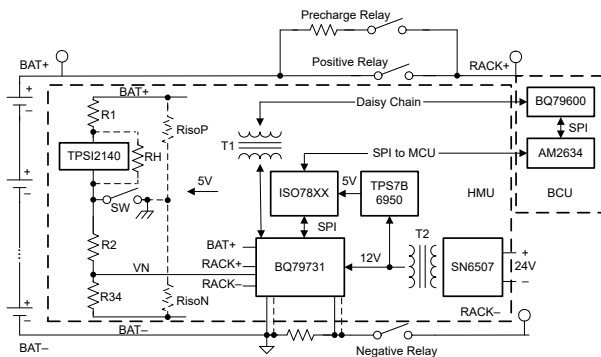 Precharge Relay
BAT+
Positive Relay
RACK+
BAT+
R1
RisoP
TPSI2140
RH
SW
5V
T1
Daisy Chain
BQ79600
SPI
SPI to MCU
AM2634
ISO78XX
5V
TPS7B
6950
HMU
BCU
SPI
T2
R2
BAT+
RACK+
RACK–
BQ79731
12V
SN6507
24V
VN
R34
RisoN
BAT–
RACK–
BAT–
Negative Relay
+
–
+
–
+
–
+
–